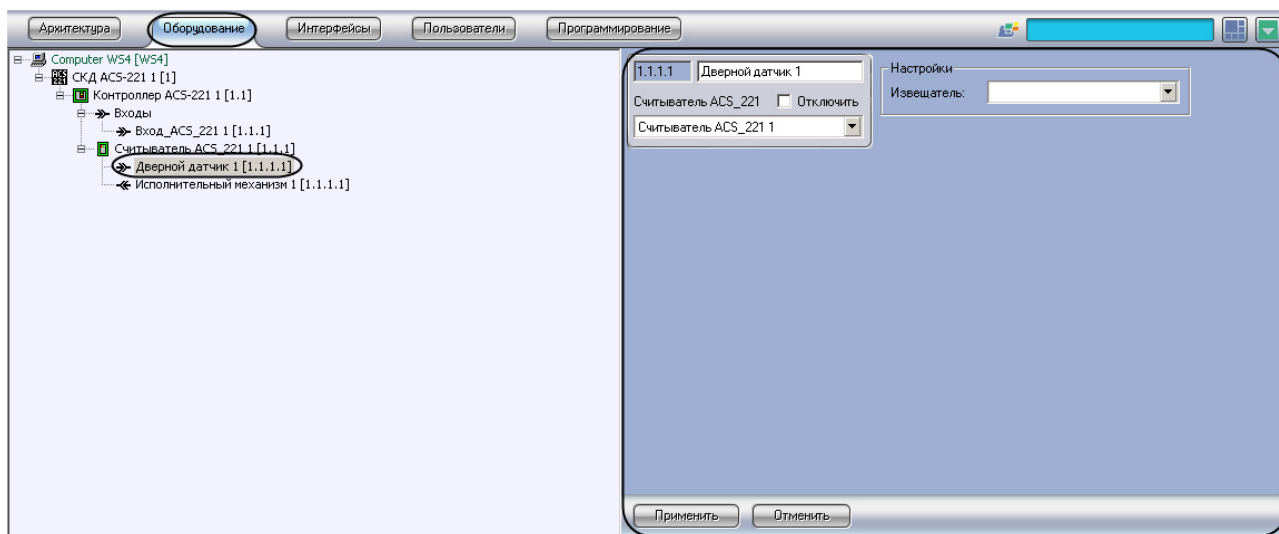 Архитектура Оборудование Интерфейсы Пользователи Программирование
Computer WS4 [WS4]
СКД ACS-221 1 [1]
Контроллер ACS-221 1 [1.1]
Входы
Вход_ACS_221 1 [1.1.1]
Считыватель ACS_221 1 [1.1.1]
Дверной датчик 1 [1.1.1.1]
Исполнительный механизм 1 [1.1.1.1]
1.1.1.1 Дверной датчик 1
Считыватель ACS_221 Отключить
Считыватель ACS_221 1
Настройки
Извещатель:
Применить Отменить